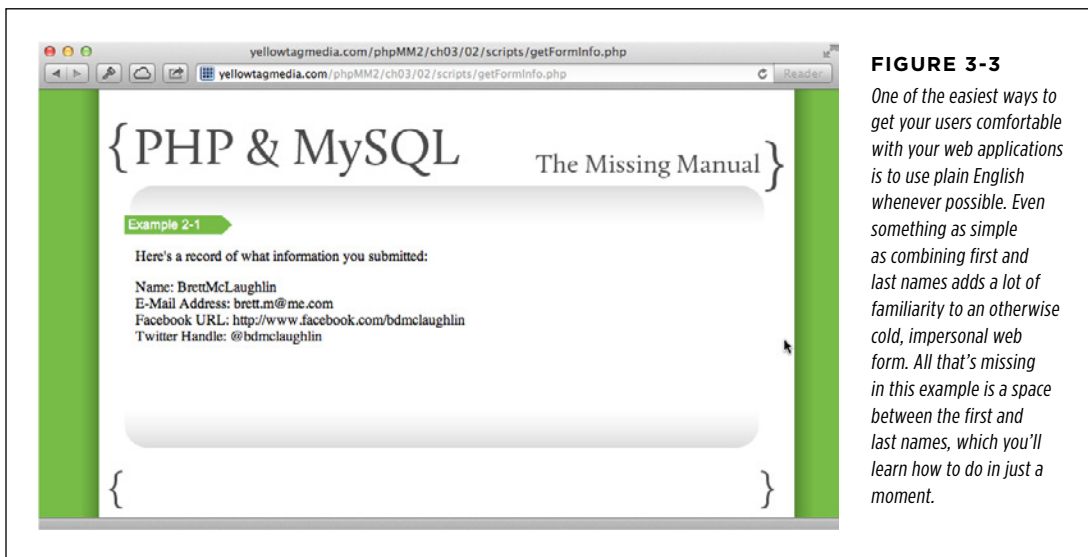 yellowtagmedia.com/phpMM2/ch03/02/scripts/getFormInfo.php
yellowtagmedia.com/phpMM2/ch03/02/scripts/getFormInfo.php
Reader
{PHP & MySQL
The Missing Manual}
Example 2-1
Here's a record of what information you submitted:
Name: BrettMcLaughlin
E-Mail Address: brett.m@me.com
Facebook URL: http://www.facebook.com/bdmclaughlin
Twitter Handle: @bdmclaughlin
{ }
FIGURE 3-3
One of the easiest ways to
get your users comfortable
with your web applications
is to use plain English
whenever possible. Even
something as simple
as combining first and
last names adds a lot of
familiarity to an otherwise
cold, impersonal web
form. All that's missing
in this example is a space
between the first and
last names, which you'll
learn how to do in just a
moment.